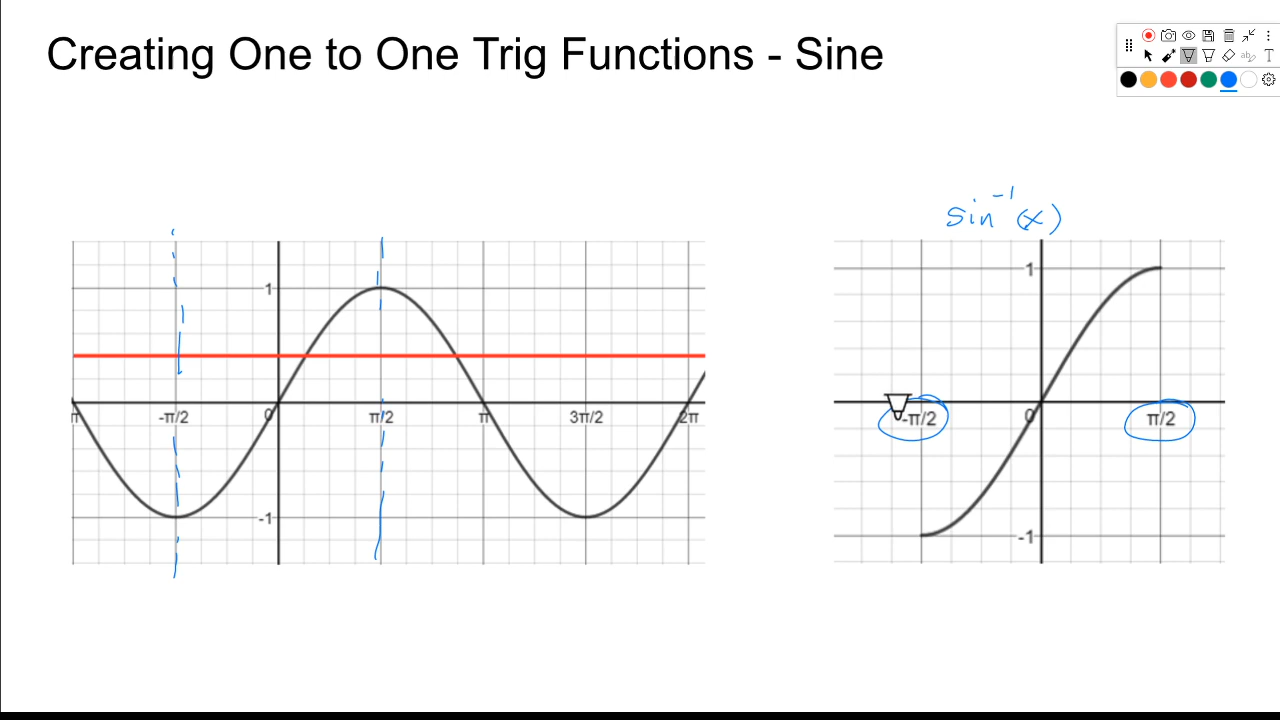 Creating One to One Trig Functions - Sine
ab
T
sin⁻¹(x)
1
π
-π/2
0
π/2
π
3π/2
2π
-1
1
-π/2
0
π/2
-1